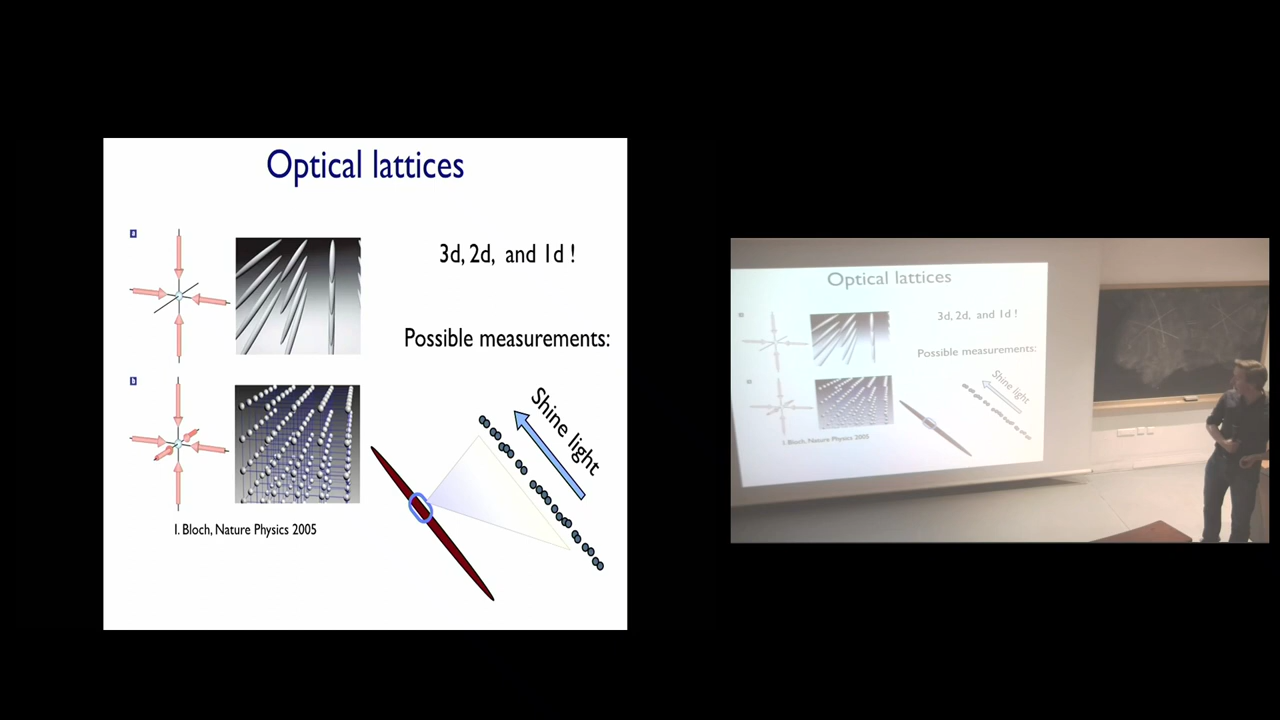 Optical lattices
a
3d, 2d, and 1d !
Possible measurements:
b
Shine light
I. Bloch, Nature Physics 2005
Optical lattices
3d, 2d, and 1d !
Possible measurements:
Shine light
I. Bloch, Nature Physics 2005